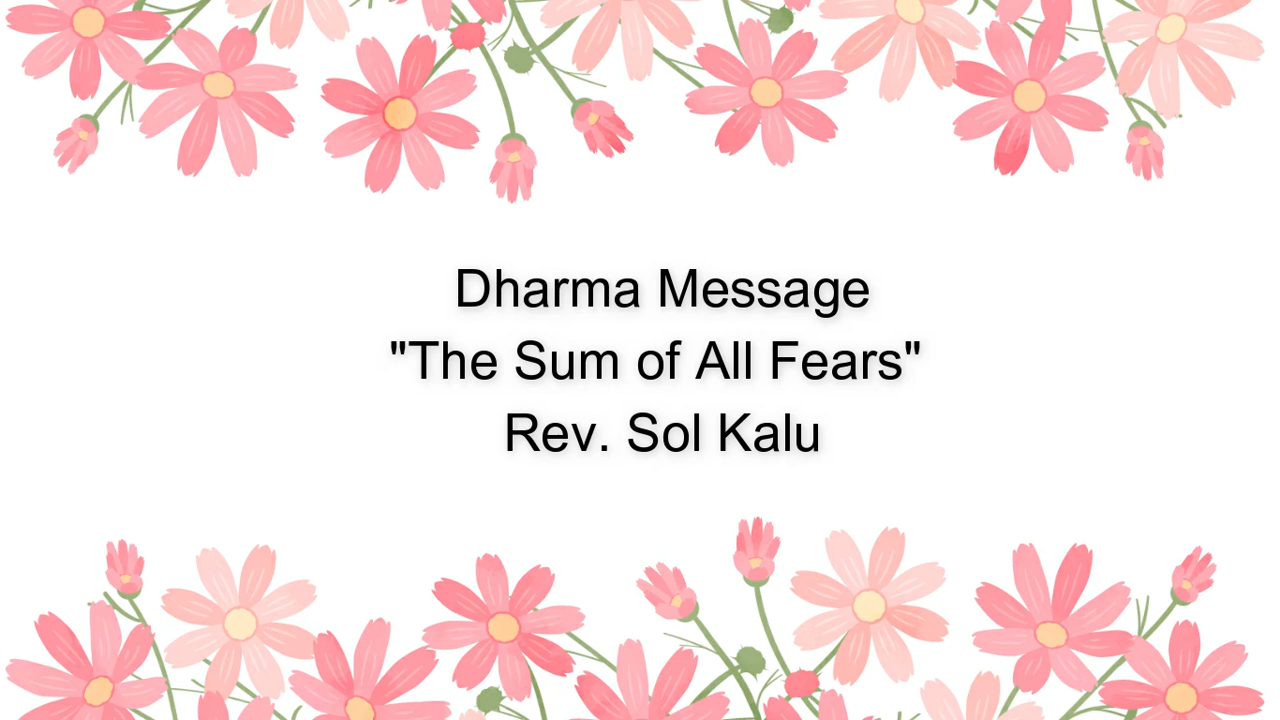 Dharma Message
"The Sum of All Fears"
Rev. Sol Kalu